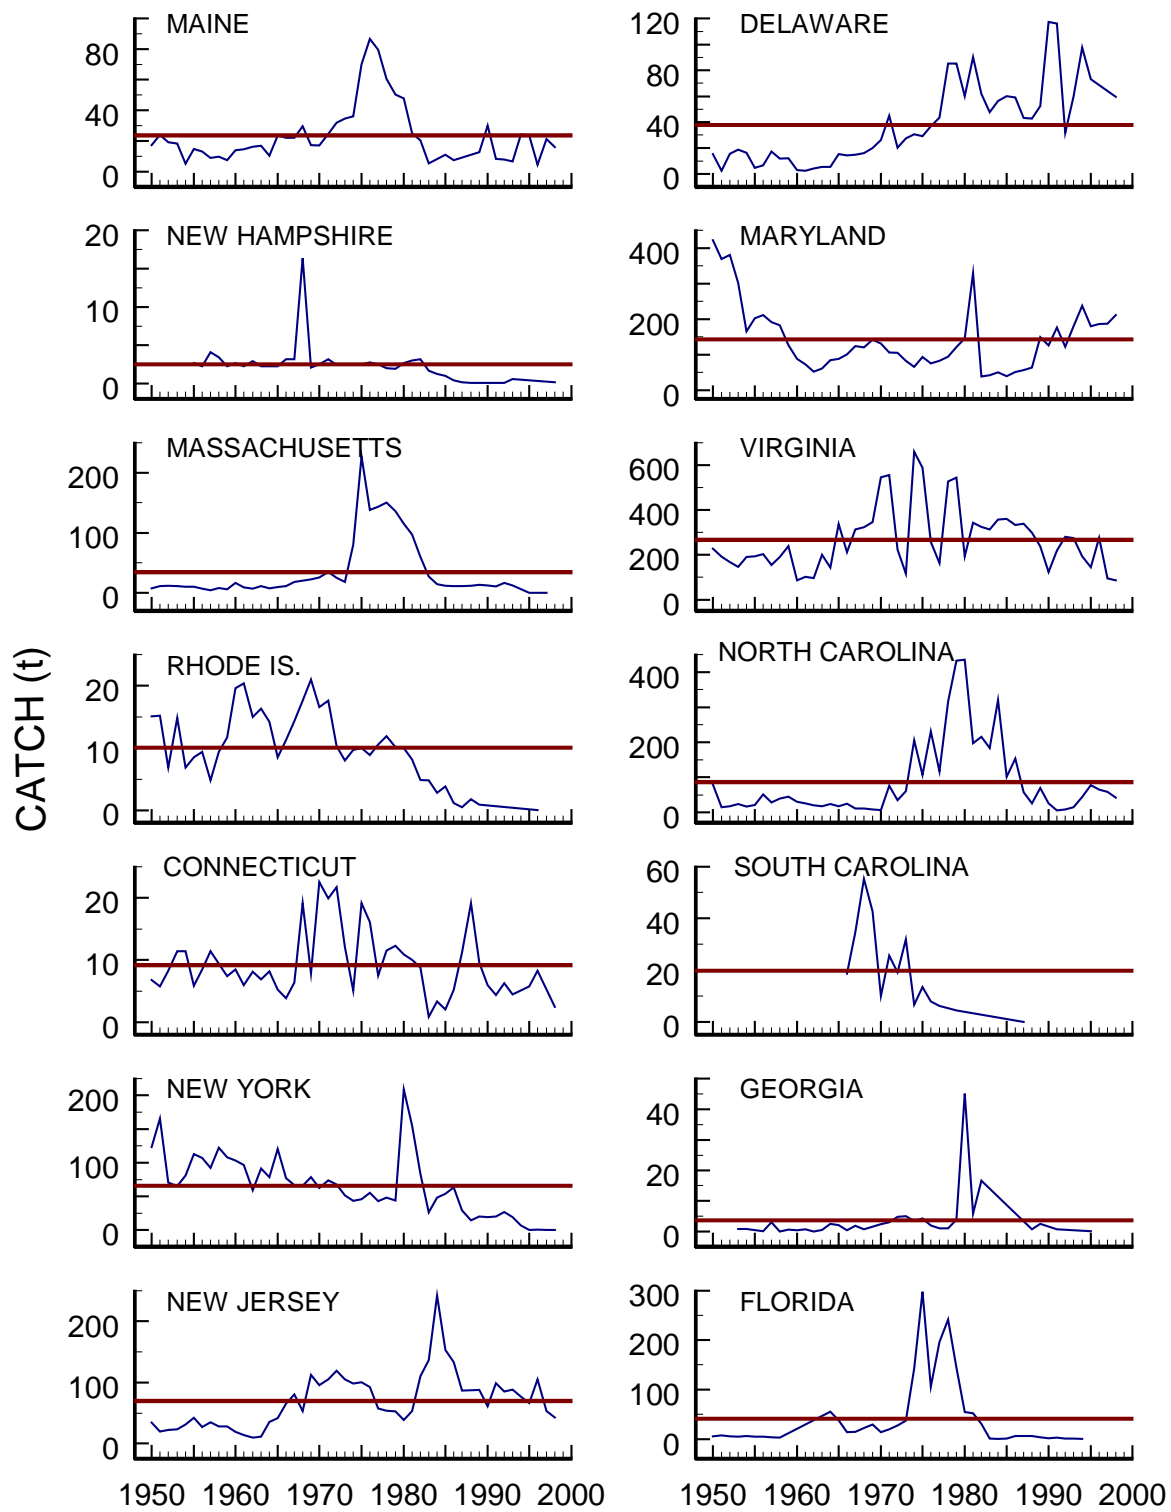 CATCH (t)
MAINE
80
40
0
NEW HAMPSHIRE
20
10
0
MASSACHUSETTS
200
100
0
RHODE IS.
20
10
0
CONNECTICUT
20
10
0
NEW YORK
200
100
0
NEW JERSEY
200
100
0
1950 1960 1970 1980 1990 2000
DELAWARE
120
80
40
0
MARYLAND
400
200
0
VIRGINIA
600
400
200
0
NORTH CAROLINA
400
200
0
SOUTH CAROLINA
60
40
20
0
GEORGIA
40
20
0
FLORIDA
300
200
100
0
1950 1960 1970 1980 1990 2000